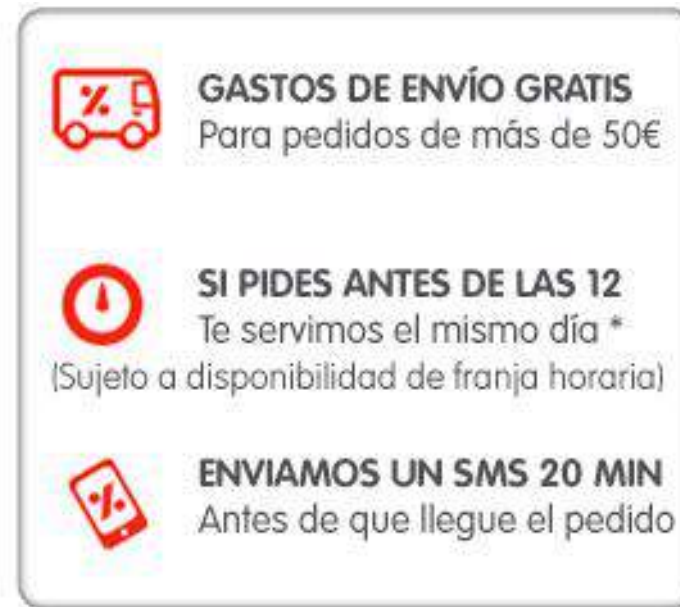 GASTOS DE ENVÍO GRATIS
Para pedidos de más de 50€
SI PIDES ANTES DE LAS 12
Te servimos el mismo día *
(Sujeto a disponibilidad de franja horaria)
ENVIAMOS UN SMS 20 MIN
Antes de que llegue el pedido